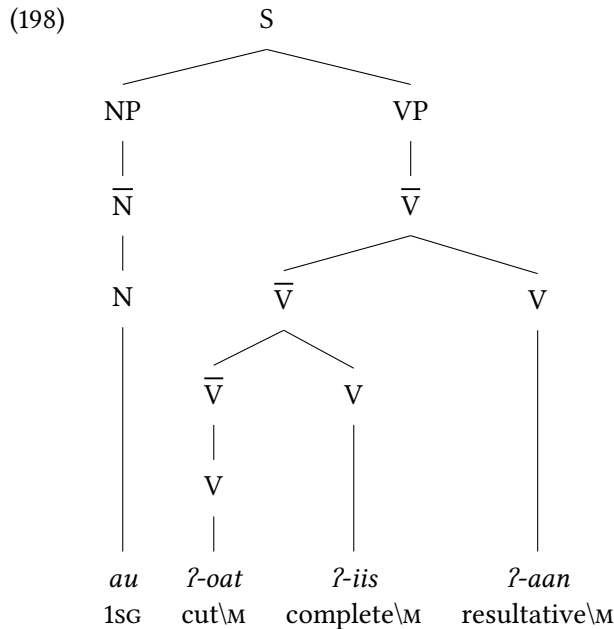 (198) S
NP VP
N̅ V̅
N V̅ V
V̅ V
V
au ʔ-oat ʔ-iis ʔ-aan
1SG cut\M complete\M resultative\M